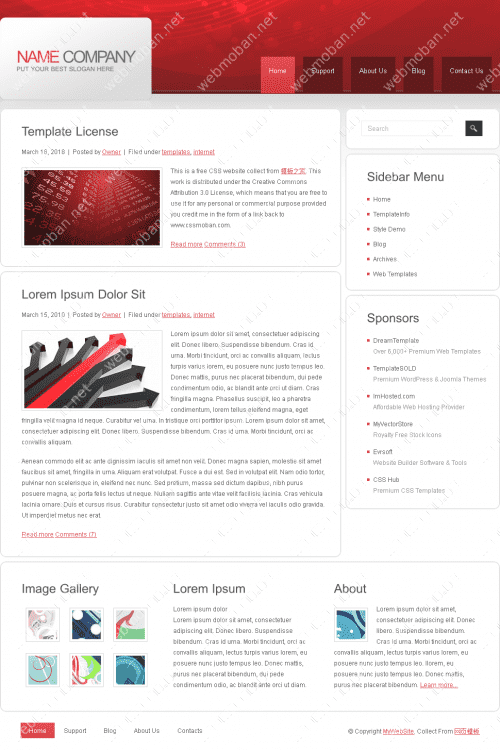 NAME COMPANY
PUT YOUR BEST SLOGAN HERE
Home Support About Us Blog Contact Us
Template License
March 18, 2010 | Posted by Owner | Filed under templates, internet
This is a free CSS website collect from 模板之家. This
work is distributed under the Creative Commons
Attribution 3.0 License, which means that you are free to
use it for any personal or commercial purpose provided
you credit me in the form of a link back to
www.cssmoban.com.
Read more Comments (3)
Lorem Ipsum Dolor Sit
March 15, 2010 | Posted by Owner | Filed under templates, internet
Lorem ipsum dolor sit amet, consectetuer adipiscing
elit. Donec libero. Suspendisse bibendum. Cras id
urna. Morbi tincidunt, orci ac convallis aliquam, lectus
turpis varius lorem, eu posuere nunc justo tempus leo.
Donec mattis, purus nec placerat bibendum, dui pede
condimentum odio, ac blandit ante orci ut diam. Cras
fringilla magna. Phasellus suscipit, leo a pharetra
condimentum, lorem tellus eleifend magna, eget
fringilla velit magna id neque. Curabitur vel urna. In tristique orci porttitor ipsum. Lorem ipsum dolor sit amet,
consectetuer adipiscing elit. Donec libero. Suspendisse bibendum. Cras id urna. Morbi tincidunt, orci ac
convallis aliquam.
Aenean commodo elit ac ante dignissim iaculis sit amet non velit. Donec magna sapien, molestie sit amet
faucibus sit amet, fringilla in urna. Aliquam erat volutpat. Fusce a dui est. Sed in volutpat elit. Nam odio tortor,
pulvinar non scelerisque in, eleifend nec nunc. Sed pretium, massa sed dictum dapibus, nibh purus
posuere magna, ac porta felis lectus ut neque. Nullam sagittis ante vitae velit facilisis lacinia. Cras vehicula
lacinia ornare. Duis et cursus risus. Curabitur consectetur justo sit amet odio viverra vel iaculis odio gravida.
Ut imperdiet metus nec erat.
Read more Comments (7)
Search
Sidebar Menu
Home
TemplateInfo
Style Demo
Blog
Archives
Web Templates
Sponsors
DreamTemplate
Over 6,000+ Premium Web Templates
TemplateSOLD
Premium WordPress & Joomla Themes
ImHosted.com
Affordable Web Hosting Provider
MyVectorStore
Royalty Free Stock Icons
Evrsoft
Website Builder Software & Tools
CSS Hub
Premium CSS Templates
Image Gallery
Lorem Ipsum
Lorem ipsum dolor
Lorem ipsum dolor sit amet, consectetuer
adipiscing elit. Donec libero. Suspendisse
bibendum. Cras id urna. Morbi tincidunt, orci ac
convallis aliquam, lectus turpis varius lorem, eu
posuere nunc justo tempus leo. Donec mattis,
purus nec placerat bibendum, dui pede
condimentum odio, ac blandit ante orci ut diam.
About
Lorem ipsum dolor sit amet,
consectetuer adipiscing elit. Donec
libero. Suspendisse bibendum.
Cras id urna. Morbi tincidunt, orci ac convallis
aliquam, lectus turpis varius lorem, eu
posuere nunc justo tempus leo. Donec mattis,
purus nec placerat bibendum. Learn more...
Home Support Blog About Us Contacts
© Copyright MyWebSite. Collect From 网页模板
webmoban.net